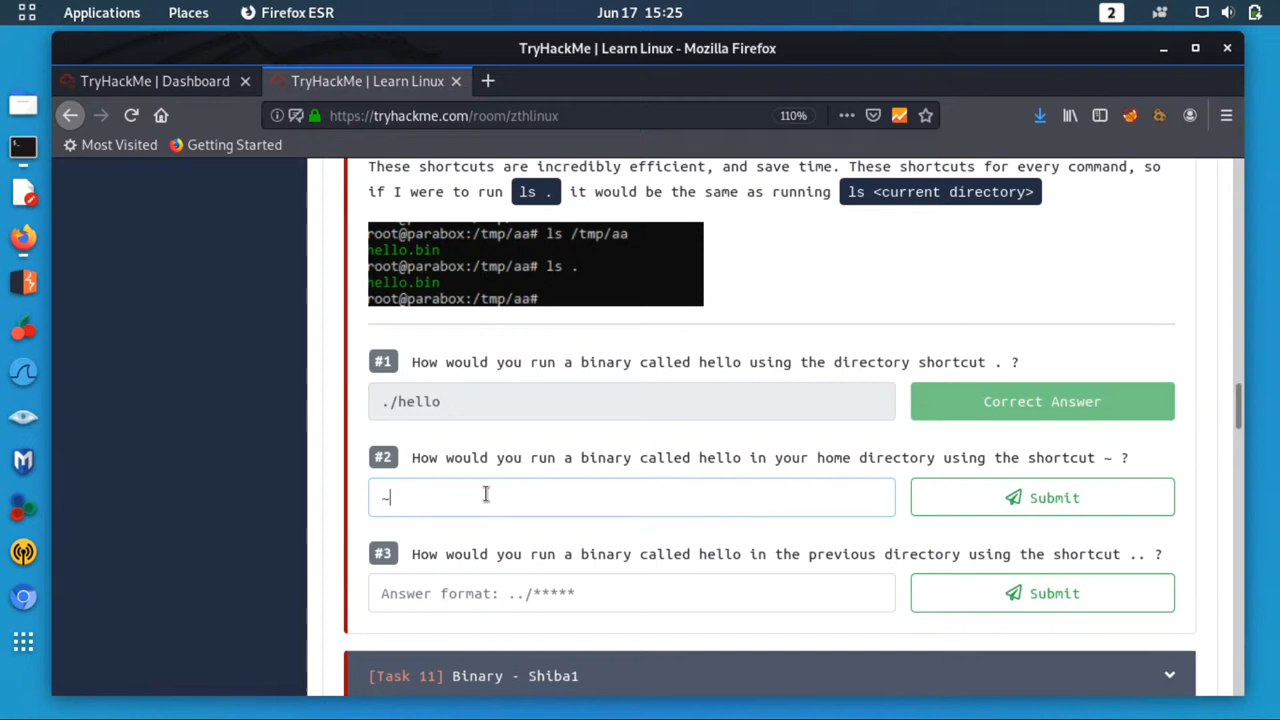 Applications Places Firefox ESR Jun 17 15:25 2
TryHackMe | Learn Linux - Mozilla Firefox
TryHackMe | Dashboard TryHackMe | Learn Linux
https://tryhackme.com/room/zthlinux 110%
Most Visited Getting Started
These shortcuts are incredibly efficient, and save time. These shortcuts for every command, so
if I were to run ls . it would be the same as running ls <current directory>
root@parabox:/tmp/aa# ls /tmp/aa
hello.bin
root@parabox:/tmp/aa# ls .
hello.bin
root@parabox:/tmp/aa#
#1 How would you run a binary called hello using the directory shortcut . ?
./hello Correct Answer
#2 How would you run a binary called hello in your home directory using the shortcut ~ ?
~ Submit
#3 How would you run a binary called hello in the previous directory using the shortcut .. ?
Answer format: ../***** Submit
[Task 11] Binary - Shiba1